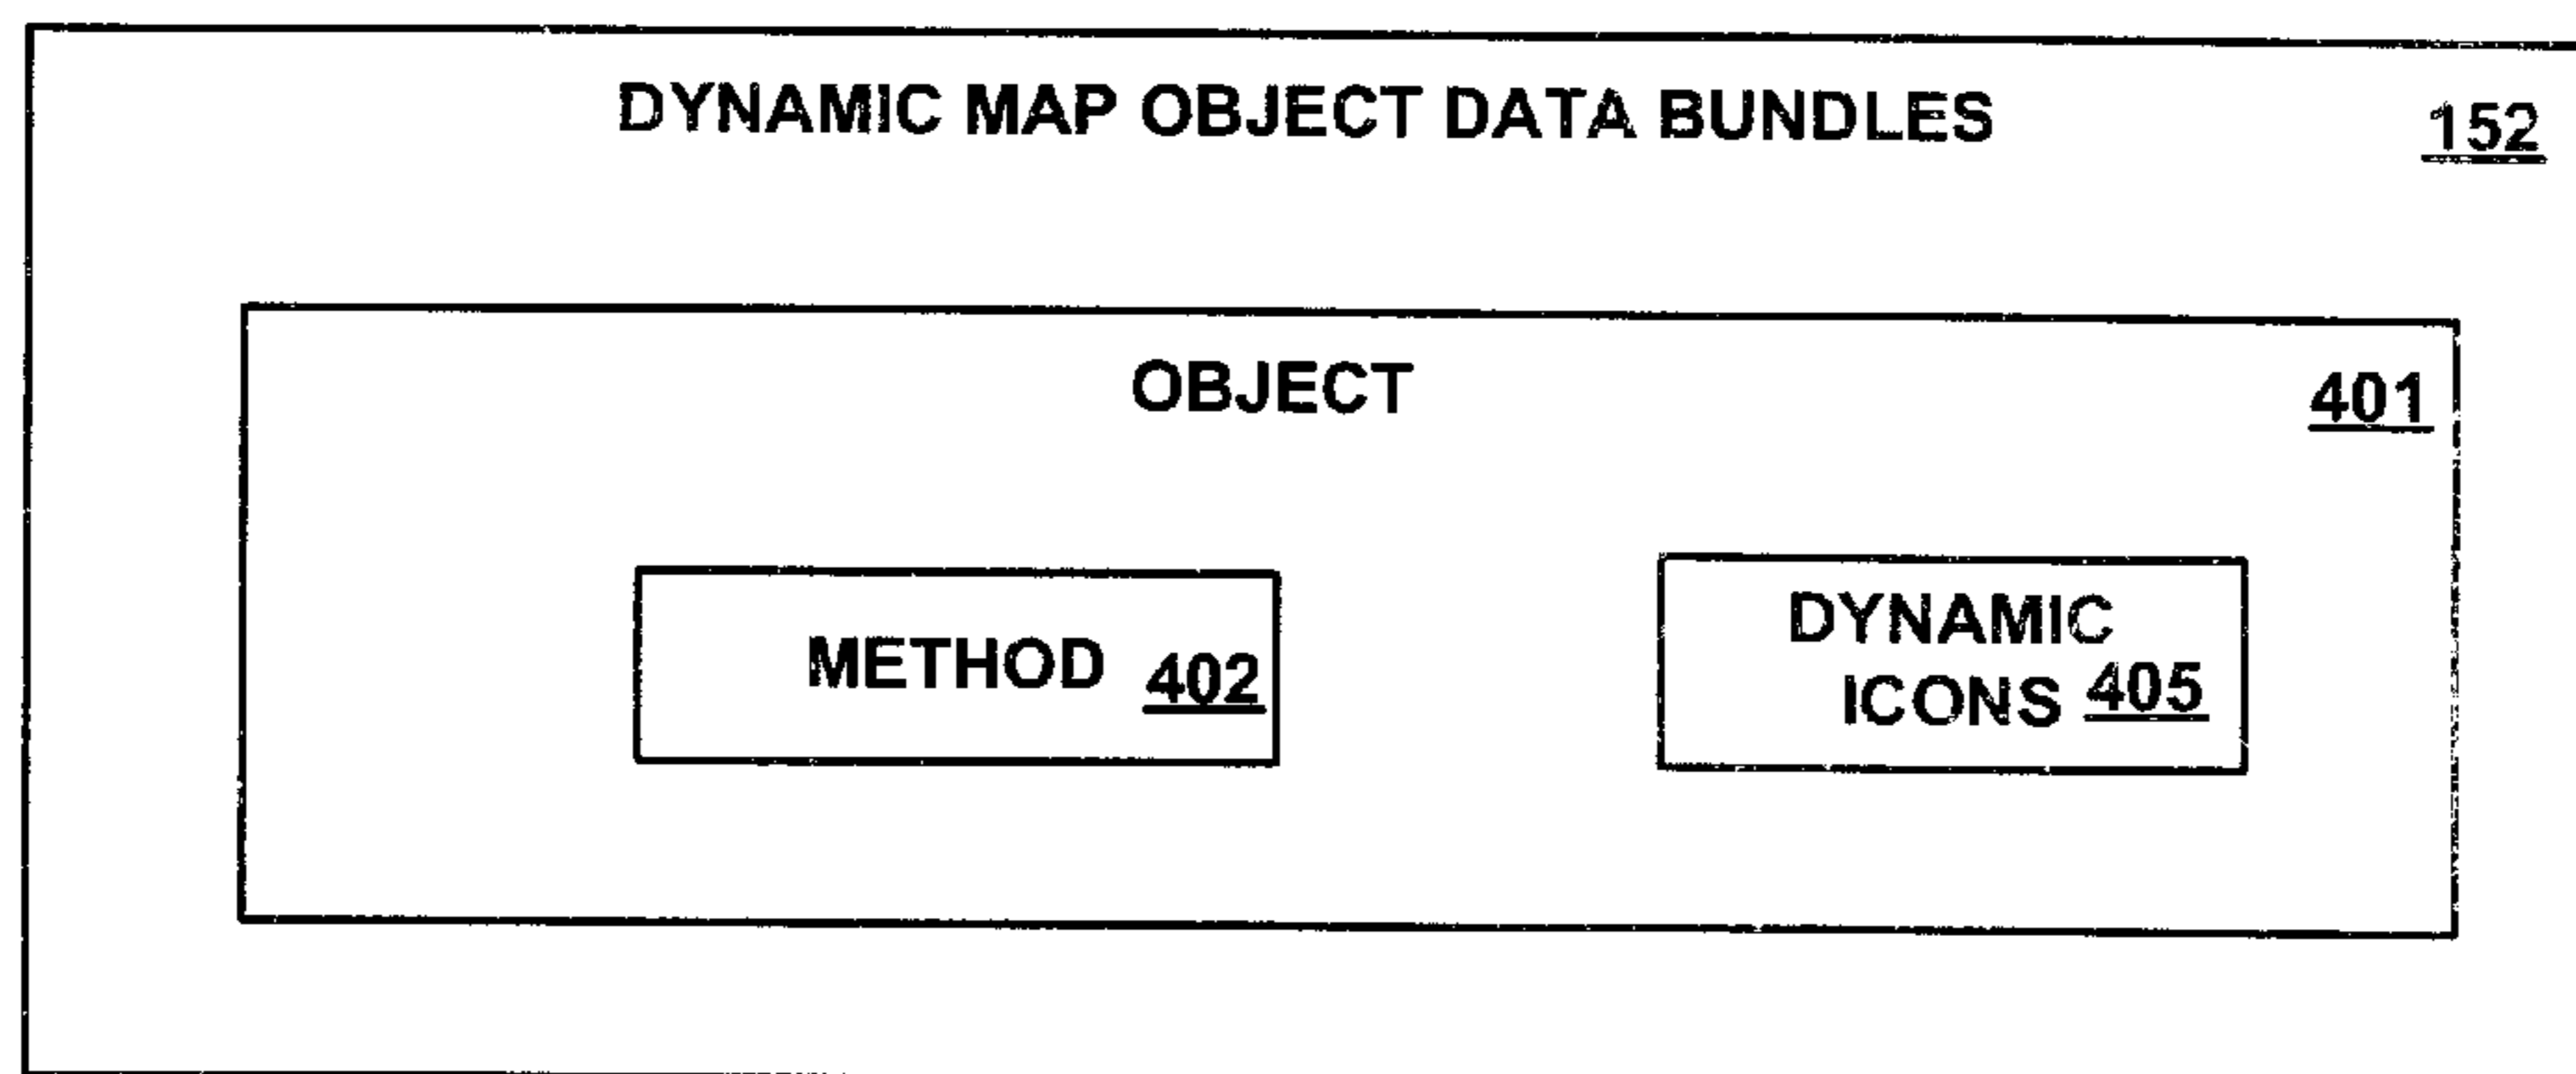 DYNAMIC MAP OBJECT DATA BUNDLES 152
OBJECT 401
METHOD 402
DYNAMIC
ICONS 405